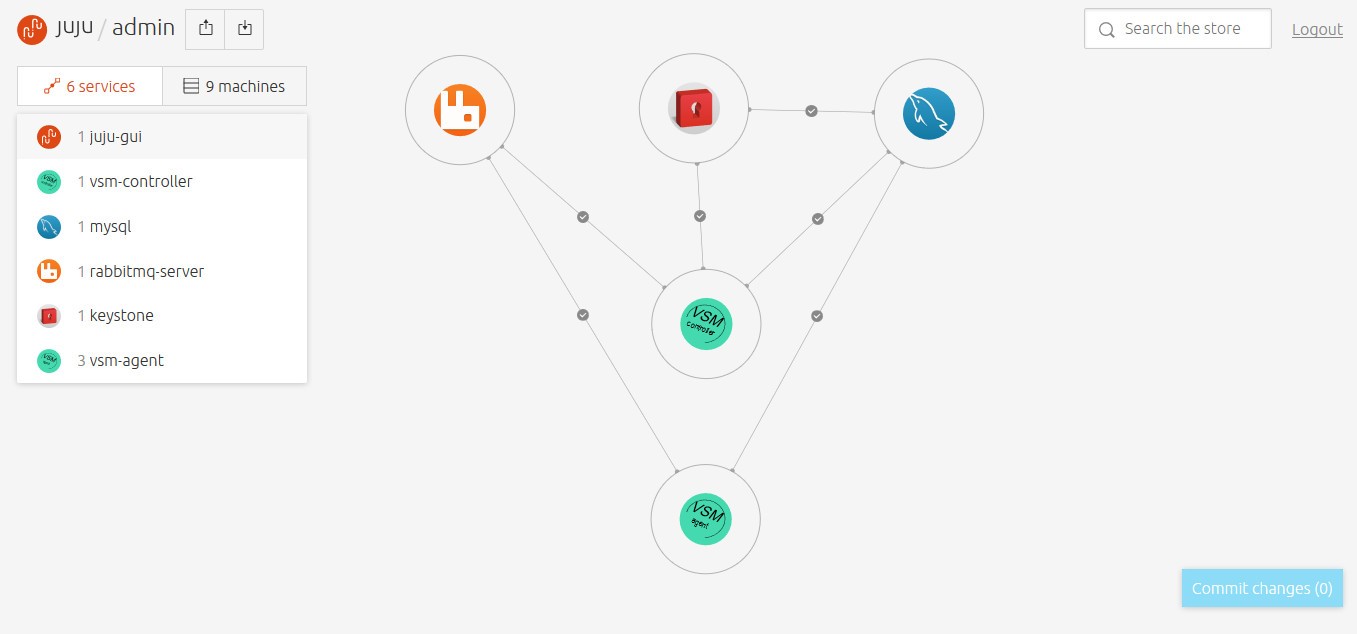 juju / admin
Search the store
Logout
6 services
9 machines
1 juju-gui
1 vsm-controller
1 mysql
1 rabbitmq-server
1 keystone
3 vsm-agent
VSM
controller
VSM
agent
Commit changes (0)